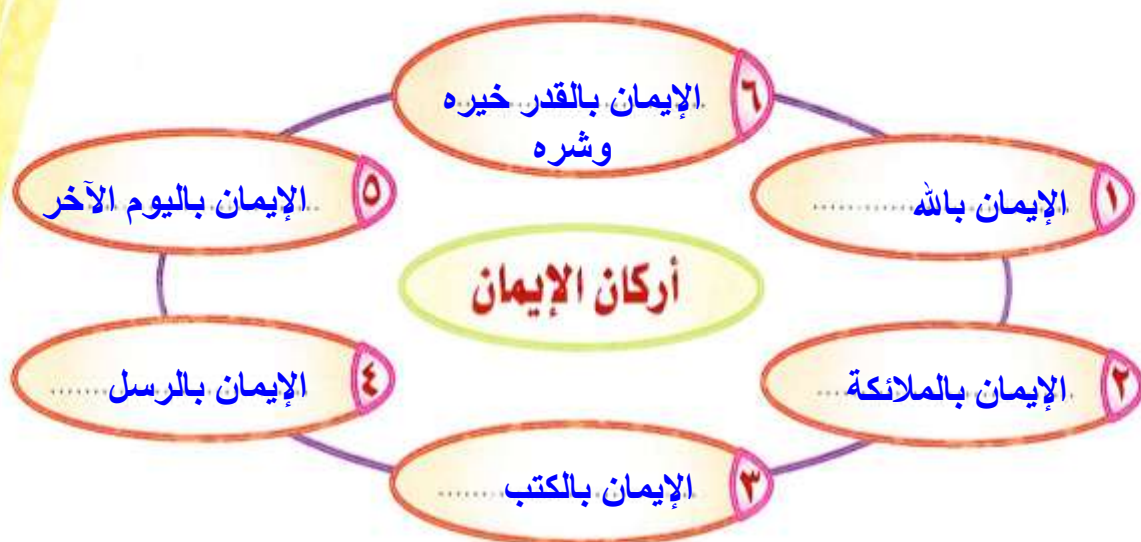 أركان الإيمان
١ الإيمان بالله
٢ الإيمان بالملائكة
٣ الإيمان بالكتب
٤ الإيمان بالرسل
٥ الإيمان باليوم الآخر
٦ الإيمان بالقدر خيره
وشره